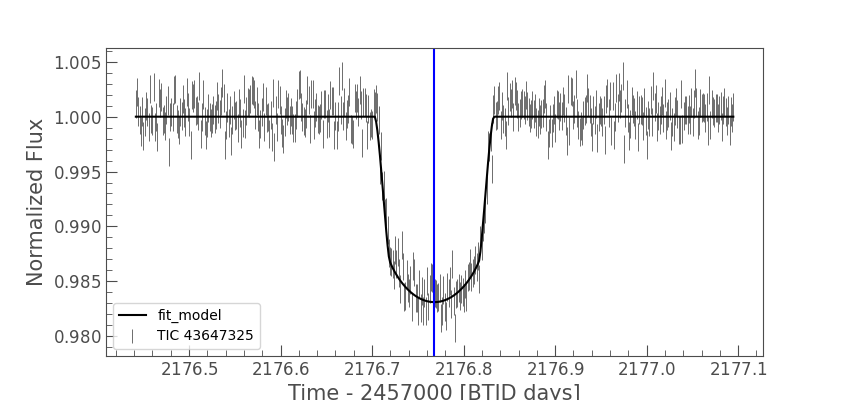 1.005
1.000
0.995
0.990
0.985
0.980
Normalized Flux
fit_model
TIC 43647325
2176.5 2176.6 2176.7 2176.8 2176.9 2177.0 2177.1
Time - 2457000 [BTJD days]